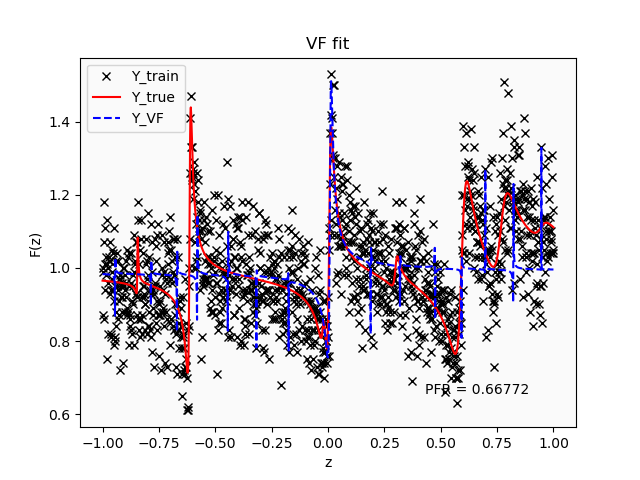 VF fit
Y_train
Y_true
Y_VF
F(z)
1.4
1.2
1.0
0.8
0.6
PFR = 0.66772
−1.00 −0.75 −0.50 −0.25 0.00 0.25 0.50 0.75 1.00
z